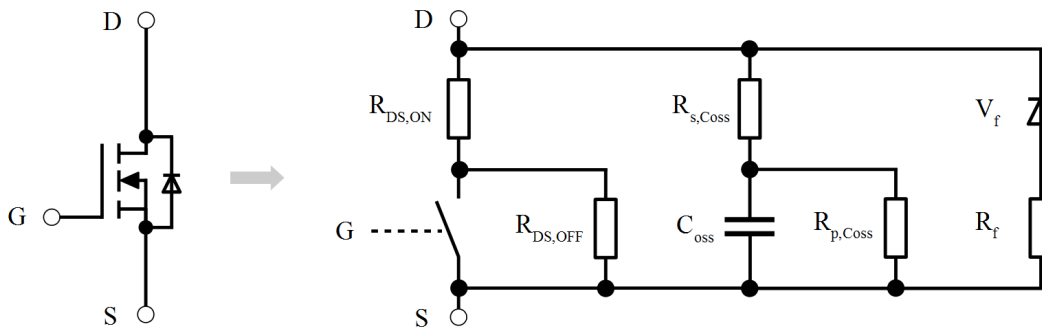 D
G
S
D
R_DS,ON
R_s,Coss
V_f
G
R_DS,OFF
C_oss
R_p,Coss
R_f
S